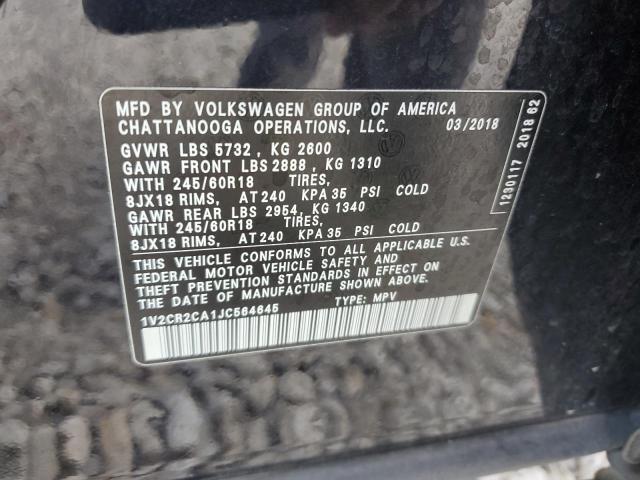 MFD BY VOLKSWAGEN GROUP OF AMERICA
CHATTANOOGA OPERATIONS, LLC. 03/2018
GVWR LBS 5732, KG 2600
GAWR FRONT LBS 2888, KG 1310
WITH 245/60R18 TIRES,
8JX18 RIMS, AT 240 KPA 35 PSI COLD
GAWR REAR LBS 2954, KG 1340
WITH 245/60R18 TIRES,
8JX18 RIMS, AT 240 KPA 35 PSI COLD
THIS VEHICLE CONFORMS TO ALL APPLICABLE U.S.
FEDERAL MOTOR VEHICLE SAFETY AND
THEFT PREVENTION STANDARDS IN EFFECT ON
THE DATE OF MANUFACTURE SHOWN ABOVE.
1V2CR2CA1JC564645 TYPE: MPV
1230117 2018 62